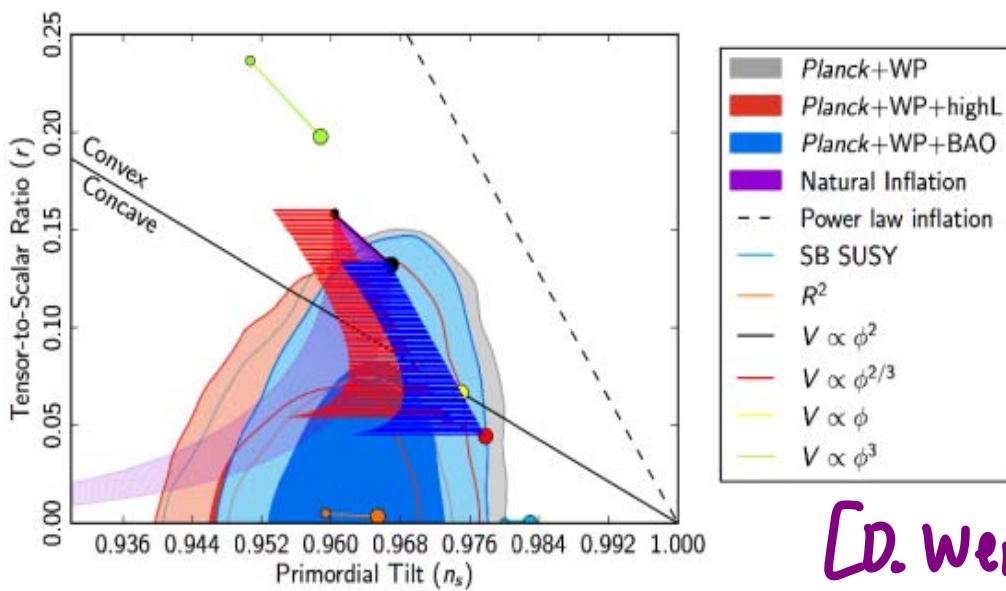 0.25
0.20
0.15
0.10
0.05
0.00
Tensor-to-Scalar Ratio (r)
Convex
Concave
0.936 0.944 0.952 0.960 0.968 0.976 0.984 0.992 1.000
Primordial Tilt (nₛ)
Planck+WP
Planck+WP+highL
Planck+WP+BAO
Natural Inflation
Power law inflation
SB SUSY
R²
V ∝ ϕ²
V ∝ ϕ²ᐟ³
V ∝ ϕ
V ∝ ϕ³
[D. We